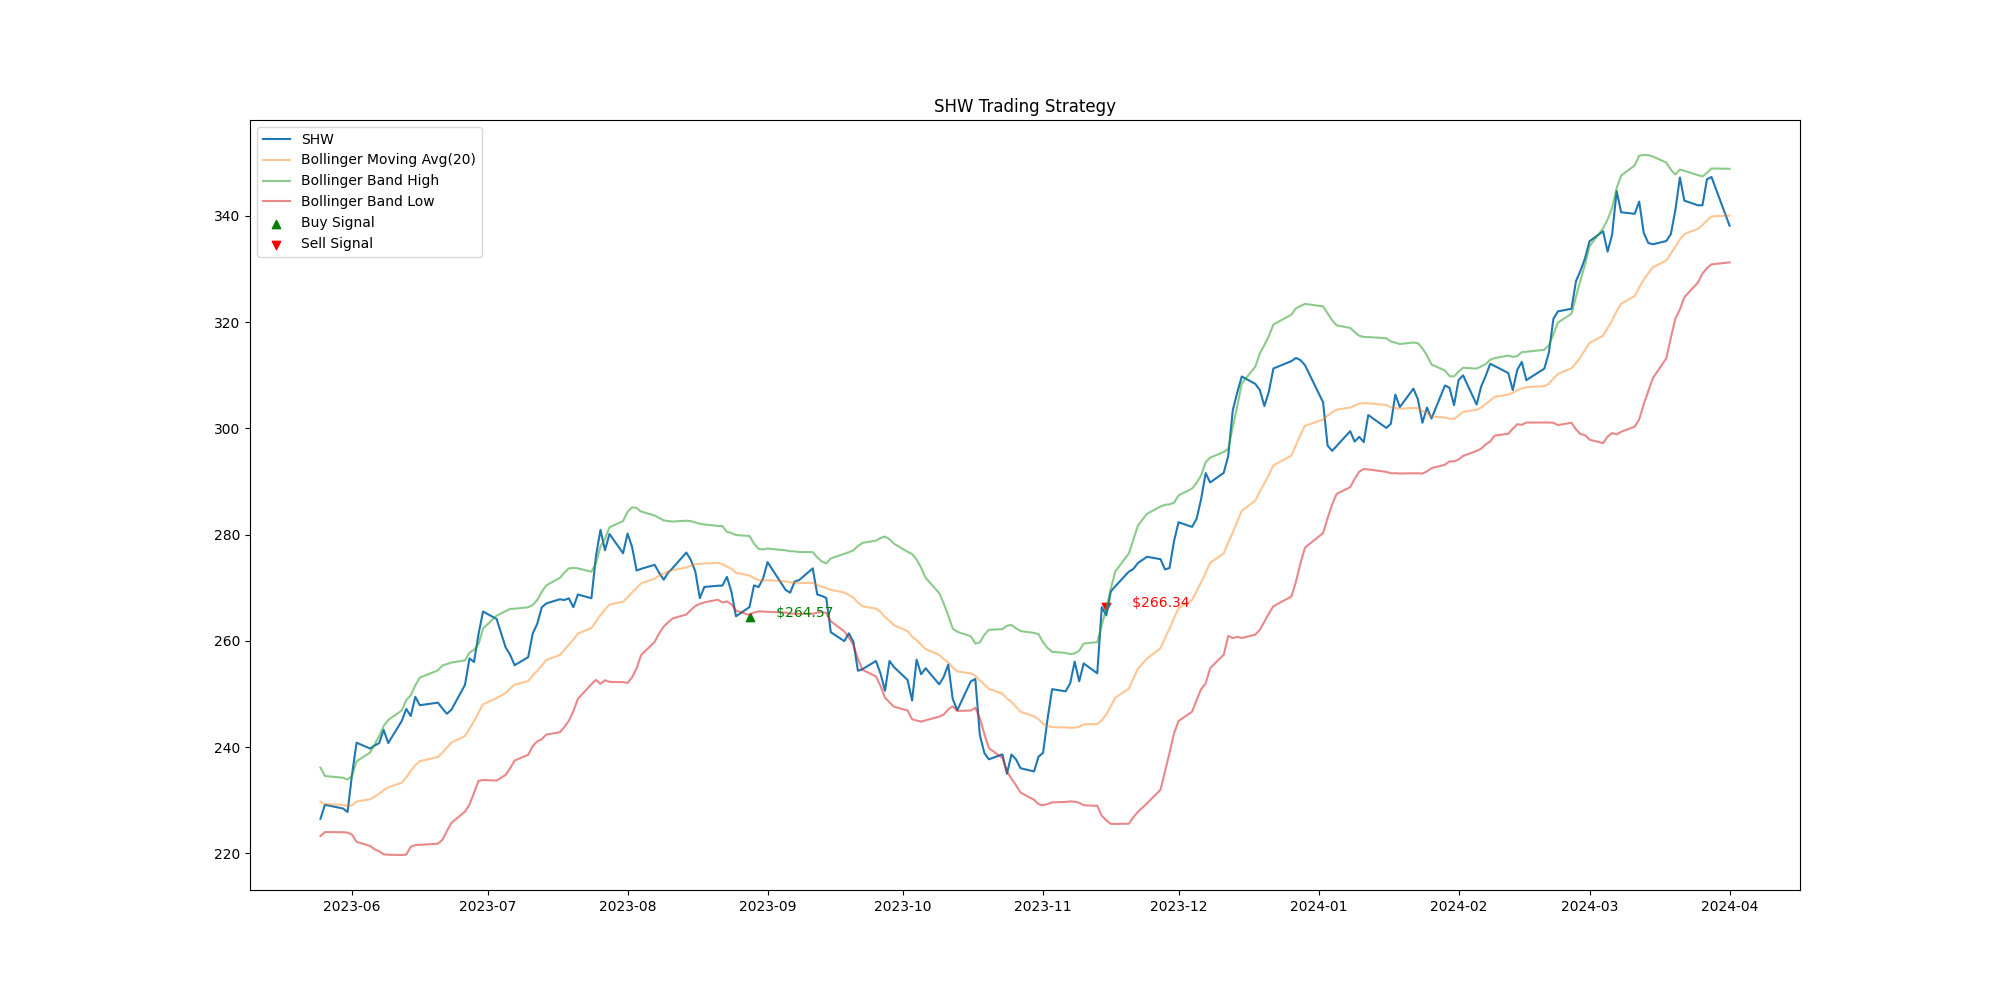 SHW Trading Strategy
SHW
Bollinger Moving Avg(20)
Bollinger Band High
Bollinger Band Low
Buy Signal
Sell Signal
340
320
300
280
260
240
220
$264.57
$266.34
2023-06 2023-07 2023-08 2023-09 2023-10 2023-11 2023-12 2024-01 2024-02 2024-03 2024-04